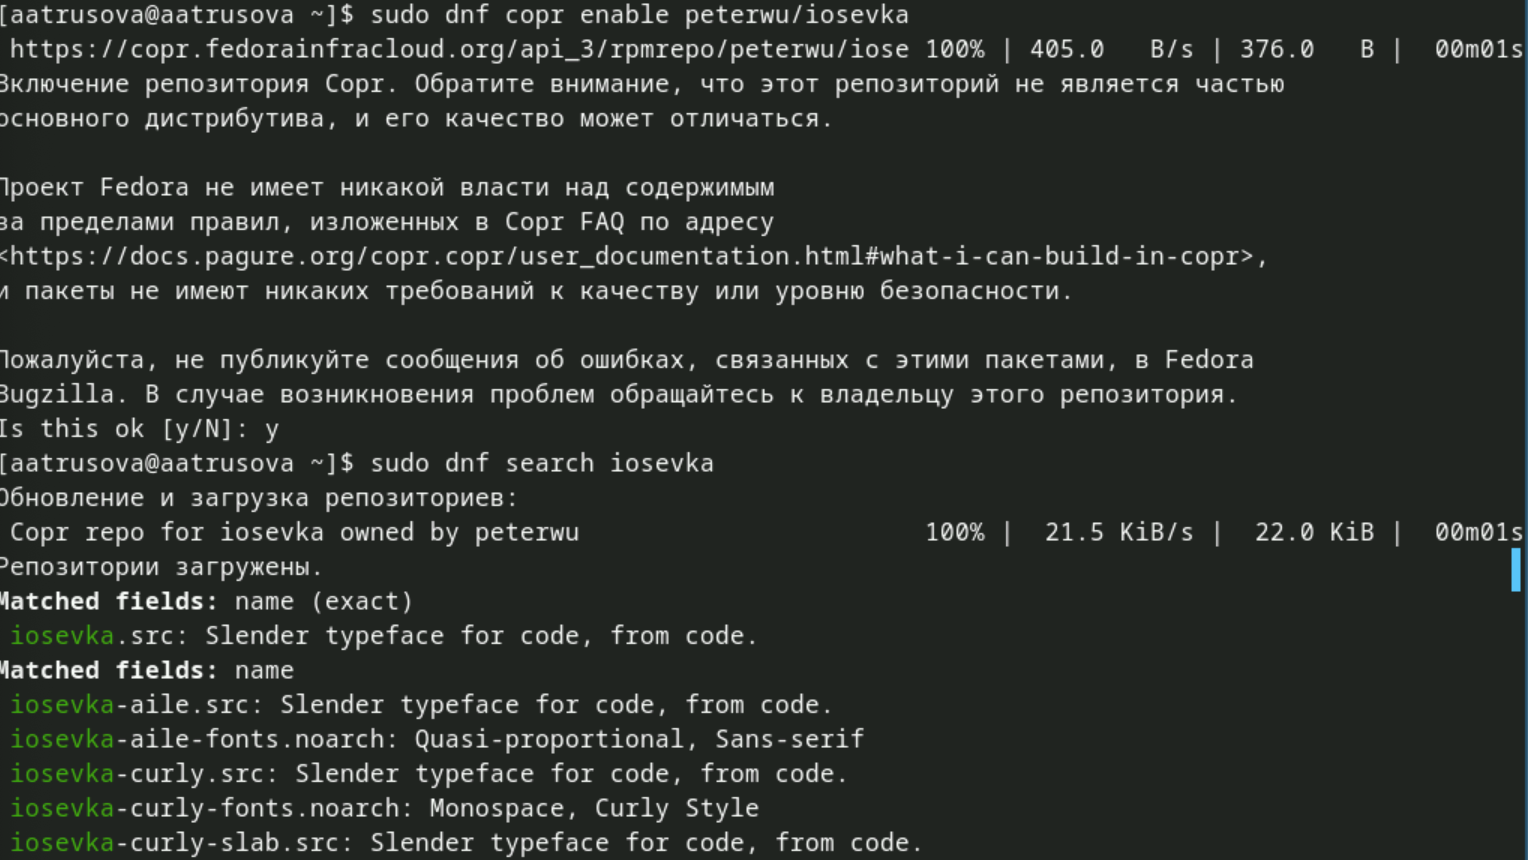 [aatrusova@aatrusova ~]$ sudo dnf copr enable peterwu/iosevka
https://copr.fedorainfracloud.org/api_3/rpmrepo/peterwu/iose 100% | 405.0   B/s | 376.0   B |  00m01s
Включение репозитория Copr. Обратите внимание, что этот репозиторий не является частью
основного дистрибутива, и его качество может отличаться.
Проект Fedora не имеет никакой власти над содержимым
за пределами правил, изложенных в Copr FAQ по адресу
<https://docs.pagure.org/copr.copr/user_documentation.html#what-i-can-build-in-copr>,
и пакеты не имеют никаких требований к качеству или уровню безопасности.
Пожалуйста, не публикуйте сообщения об ошибках, связанных с этими пакетами, в Fedora
Bugzilla. В случае возникновения проблем обращайтесь к владельцу этого репозитория.
Is this ok [y/N]: y
[aatrusova@aatrusova ~]$ sudo dnf search iosevka
Обновление и загрузка репозиториев:
Copr repo for iosevka owned by peterwu                       100% |  21.5 KiB/s |  22.0 KiB |  00m01s
Репозитории загружены.
Matched fields: name (exact)
iosevka.src: Slender typeface for code, from code.
Matched fields: name
iosevka-aile.src: Slender typeface for code, from code.
iosevka-aile-fonts.noarch: Quasi-proportional, Sans-serif
iosevka-curly.src: Slender typeface for code, from code.
iosevka-curly-fonts.noarch: Monospace, Curly Style
iosevka-curly-slab.src: Slender typeface for code, from code.